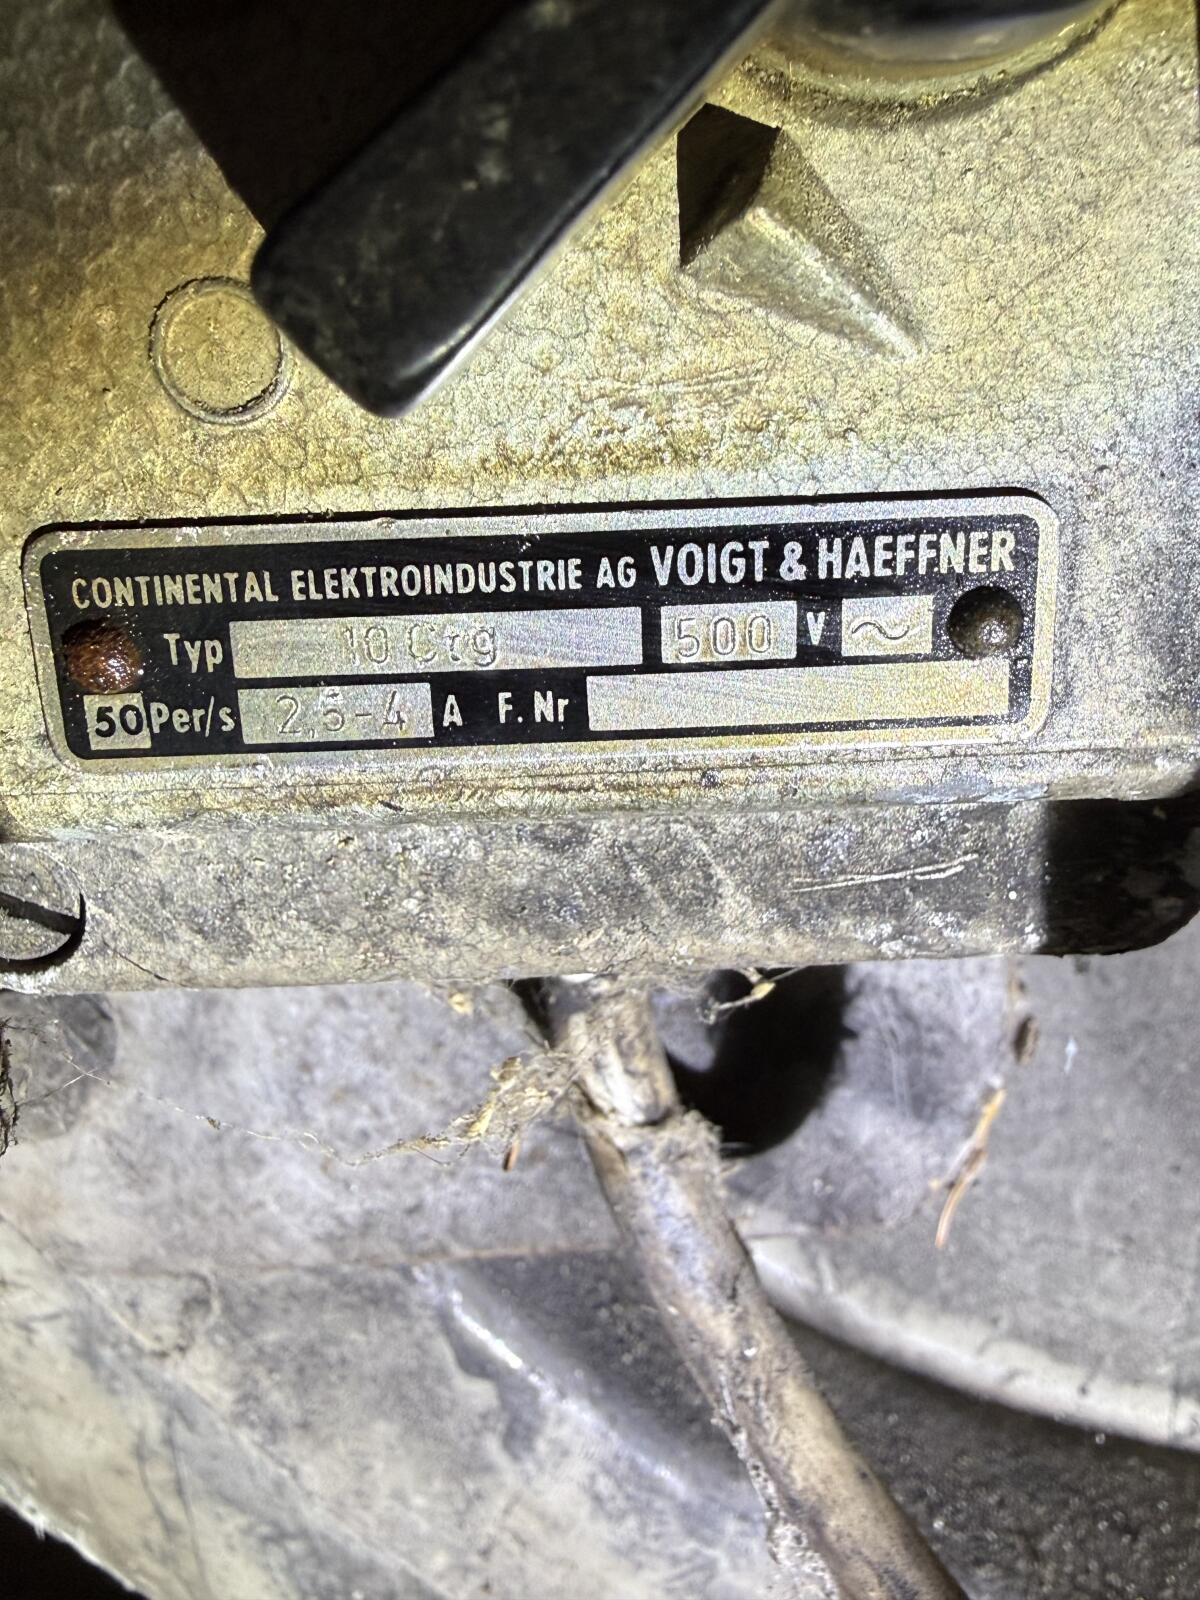 CONTINENTAL ELEKTROINDUSTRIE AG VOIGT & HAEFFNER
Typ 10 Ctg 500 V ~
50 Per/s 2,5-4 A F. Nr